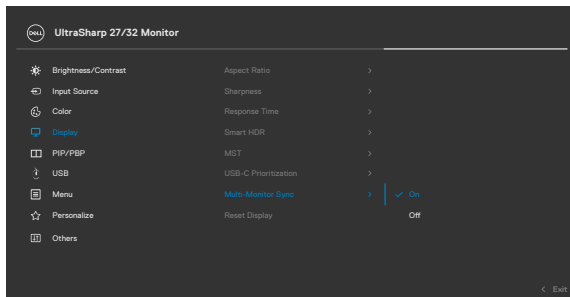 DELL UltraSharp 27/32 Monitor
Brightness/Contrast Aspect Ratio >
Input Source Sharpness >
Color Response Time >
Display Smart HDR >
PIP/PBP MST >
USB USB-C Prioritization >
Menu Multi-Monitor Sync > ✓ On
Personalize Reset Display Off
Others
< Exit